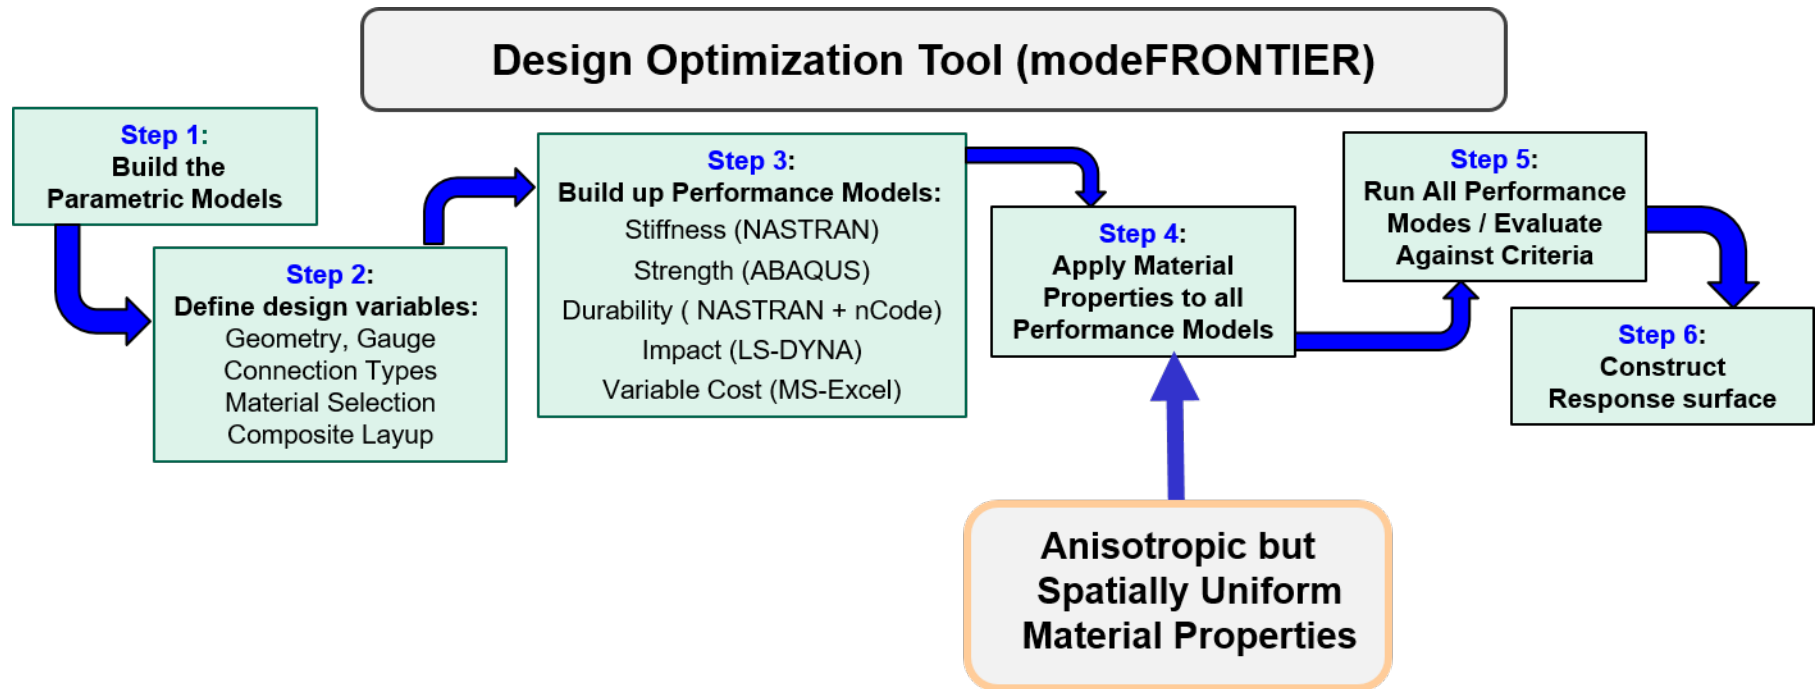 Design Optimization Tool (modeFRONTIER)
Step 1:
Build the
Parametric Models
Step 2:
Define design variables:
Geometry, Gauge
Connection Types
Material Selection
Composite Layup
Step 3:
Build up Performance Models:
Stiffness (NASTRAN)
Strength (ABAQUS)
Durability ( NASTRAN + nCode)
Impact (LS-DYNA)
Variable Cost (MS-Excel)
Step 4:
Apply Material
Properties to all
Performance Models
Step 5:
Run All Performance
Modes / Evaluate
Against Criteria
Step 6:
Construct
Response surface
Anisotropic but
Spatially Uniform
Material Properties